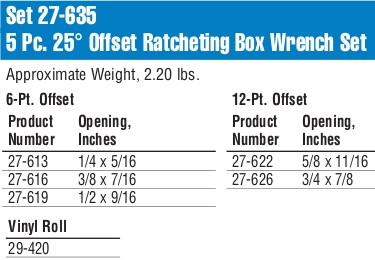 Set 27-635
5 Pc. 25° Offset Ratcheting Box Wrench Set
Approximate Weight, 2.20 lbs.
6-Pt. Offset
Product Number Opening, Inches
27-613 1/4 x 5/16
27-616 3/8 x 7/16
27-619 1/2 x 9/16
12-Pt. Offset
Product Number Opening, Inches
27-622 5/8 x 11/16
27-626 3/4 x 7/8
Vinyl Roll
29-420